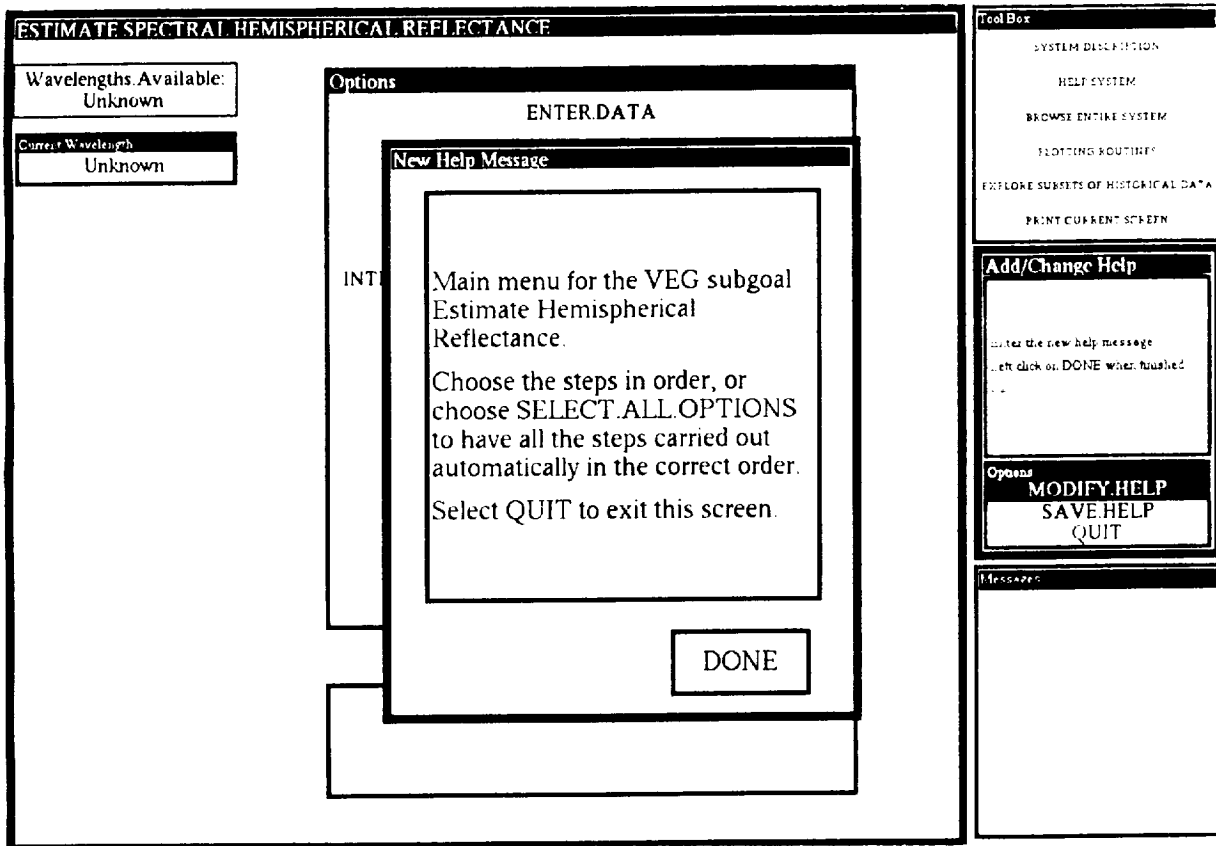 ESTIMATE SPECTRAL HEMISPHERICAL REFLECTANCE
Wavelengths.Available:
Unknown
Current Wavelength
Unknown
Options
ENTER.DATA
INTE
New Help Message
Main menu for the VEG subgoal
Estimate Hemispherical
Reflectance.
Choose the steps in order, or
choose SELECT.ALL.OPTIONS
to have all the steps carried out
automatically in the correct order.
Select QUIT to exit this screen.
DONE
Tool Box
SYSTEM DESCRIPTION
HELP SYSTEM
BROWSE ENTIRE SYSTEM
PLOTTING ROUTINES
EXPLORE SUBSETS OF HISTORICAL DATA
PRINT CURRENT SCREEN
Add/Change Help
Enter the new help message
Left click on DONE when finished
Options
MODIFY.HELP
SAVE.HELP
QUIT
Messages